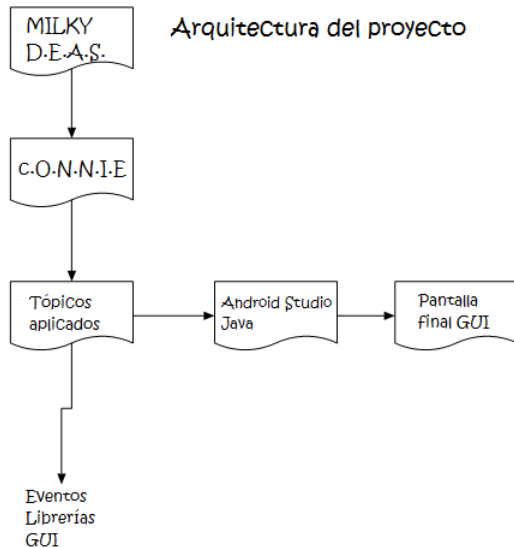 MILKY
D.E.A.S.
Arquitectura del proyecto
C.O.N.N.I.E
Tópicos
aplicados
Android Studio
Java
Pantalla
final GUI
Eventos
Librerías
GUI